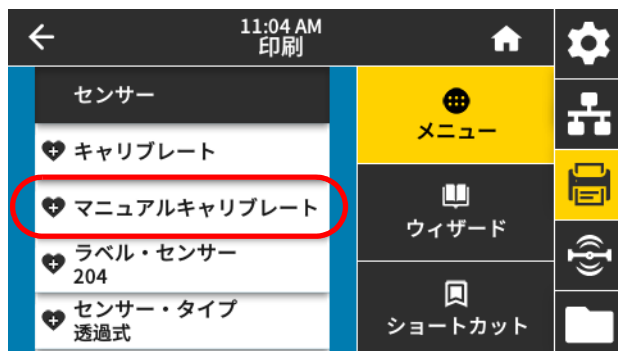 11:04 AM
印刷
センサー
キャリブレート
マニュアルキャリブレート
ラベル・センサー
204
センサー・タイプ
透過式
メニュー
ウィザード
ショートカット